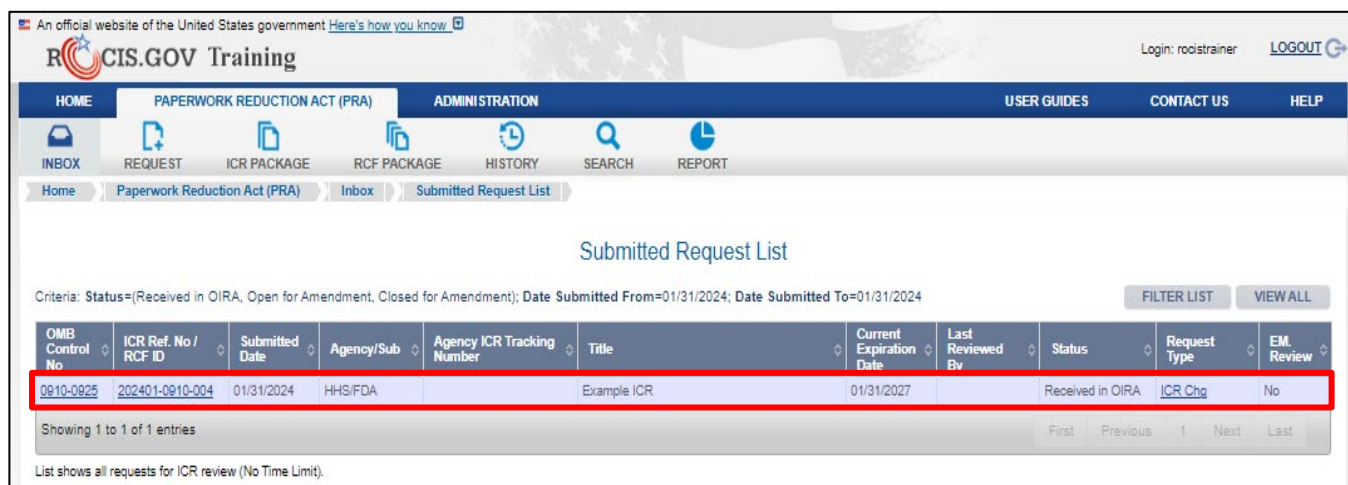 An official website of the United States government Here's how you know
ROCIS.GOV Training
Login: rocistrainer LOGOUT
HOME PAPERWORK REDUCTION ACT (PRA) ADMINISTRATION USER GUIDES CONTACT US HELP
INBOX REQUEST ICR PACKAGE RCF PACKAGE HISTORY SEARCH REPORT
Home Paperwork Reduction Act (PRA) Inbox Submitted Request List
Submitted Request List
Criteria: Status=(Received in OIRA, Open for Amendment, Closed for Amendment); Date Submitted From=01/31/2024; Date Submitted To=01/31/2024 FILTER LIST VIEW ALL
OMB Control No ICR Ref. No / RCF ID Submitted Date Agency/Sub Agency ICR Tracking Number Title Current Expiration Date Last Reviewed By Status Request Type EM. Review
0910-0925 202401-0910-004 01/31/2024 HHS/FDA Example ICR 01/31/2027 Received in OIRA ICR Chg No
Showing 1 to 1 of 1 entries First Previous 1 Next Last
List shows all requests for ICR review (No Time Limit).